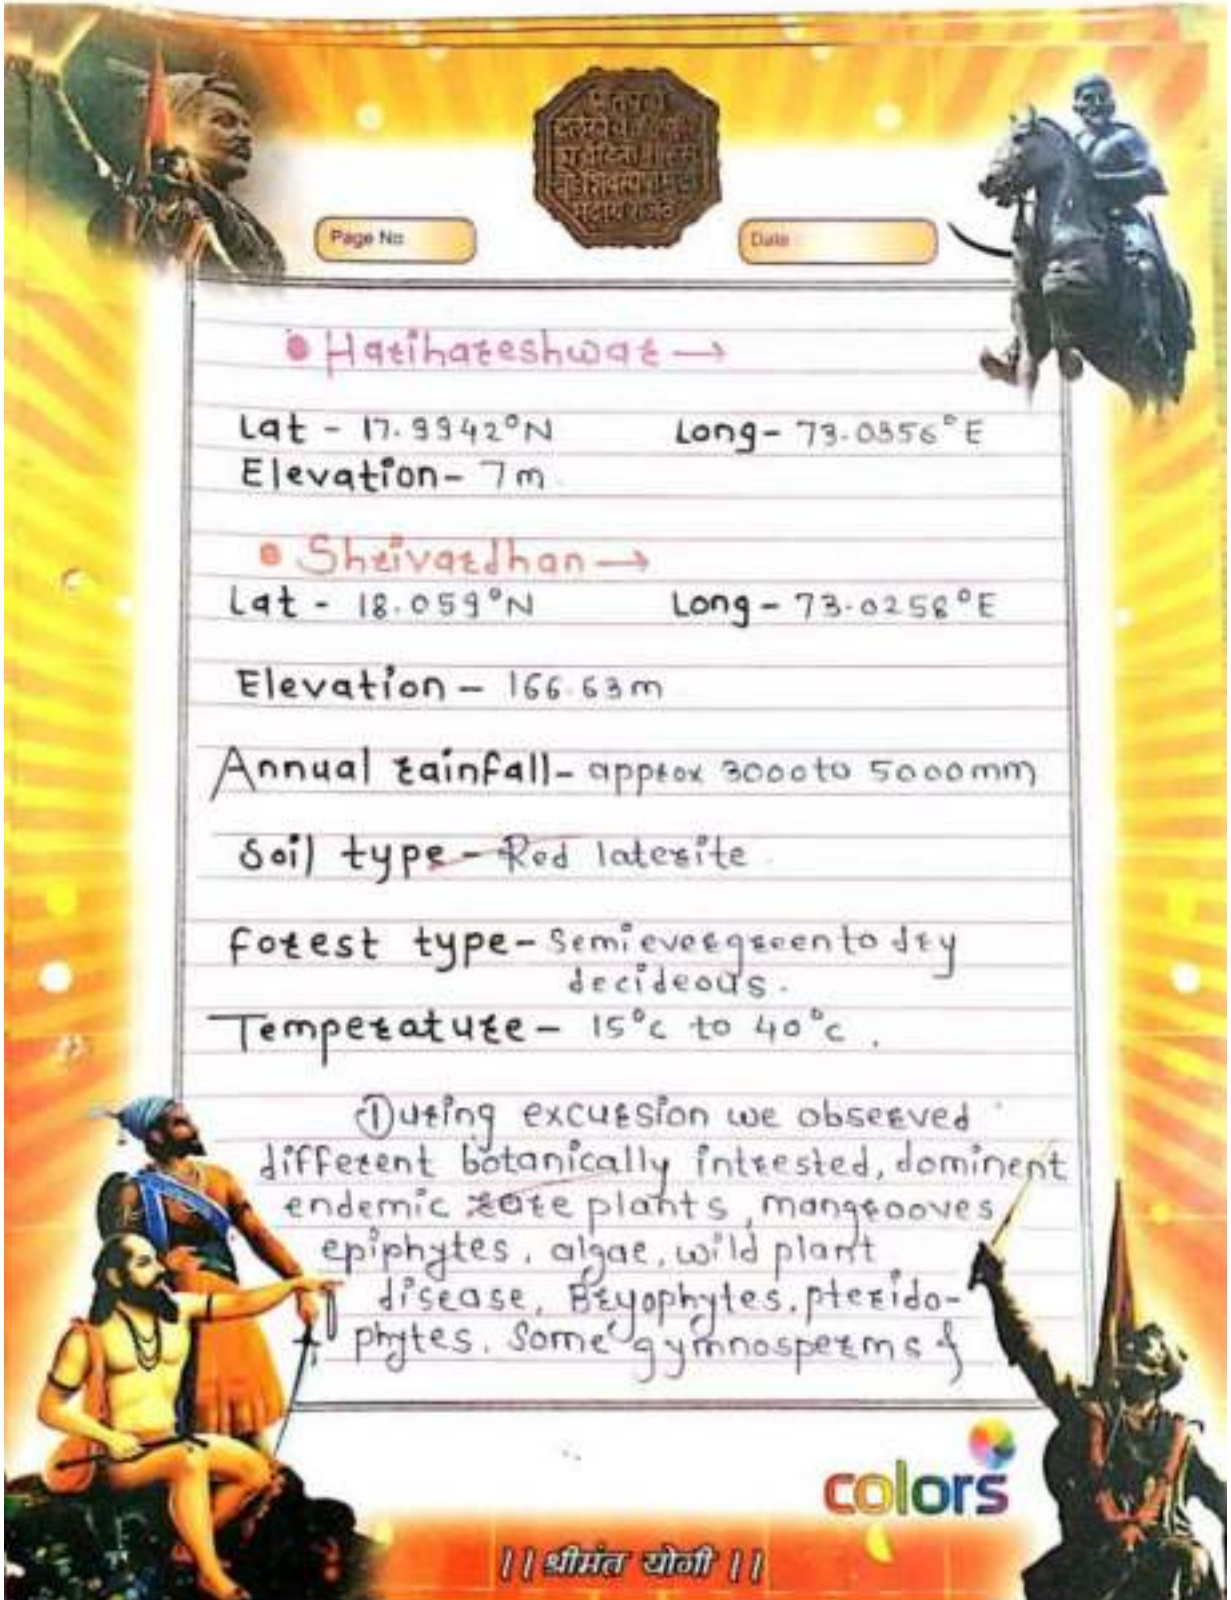 Page No
Date
• Harihareshwar →
Lat - 17.9942°N Long - 73.0356°E
Elevation - 7m.
• Shrivardhan →
Lat - 18.059°N Long - 73.0258°E
Elevation - 166.63m
Annual rainfall - approx 3000 to 5000mm
Soil type - Red laterite.
Forest type - Semievergreen to dry
decideous.
Temperature - 15°c to 40°c.
During excursion we observed
different botanically intrested, dominent
endemic rare plants, mangrooves
epiphytes, algae, wild plant
disease, Bryophytes, pterido-
phytes, Some gymnosperms &
colors
||श्रीमंत योगी||